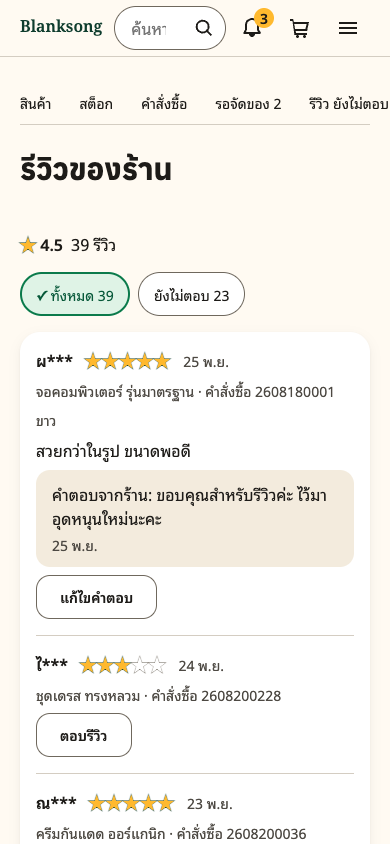 Blanksong
ค้นหา
3
สินค้า
สต็อก
คำสั่งซื้อ
รอจัดของ 2
รีวิว ยังไม่ตอบ
รีวิวของร้าน
4.5 39 รีวิว
✓ ทั้งหมด 39
ยังไม่ตอบ 23
ผ*** 25 พ.ย.
จอคอมพิวเตอร์ รุ่นมาตรฐาน · คำสั่งซื้อ 2608180001
ขาว
สวยกว่าในรูป ขนาดพอดี
คำตอบจากร้าน: ขอบคุณสำหรับรีวิวค่ะ ไว้มา
อุดหนุนใหม่นะคะ
25 พ.ย.
แก้ไขคำตอบ
ไ*** 24 พ.ย.
ชุดเดรส ทรงหลวม · คำสั่งซื้อ 2608200228
ตอบรีวิว
ณ*** 23 พ.ย.
ครีมกันแดด ออร์แกนิก · คำสั่งซื้อ 2608200036